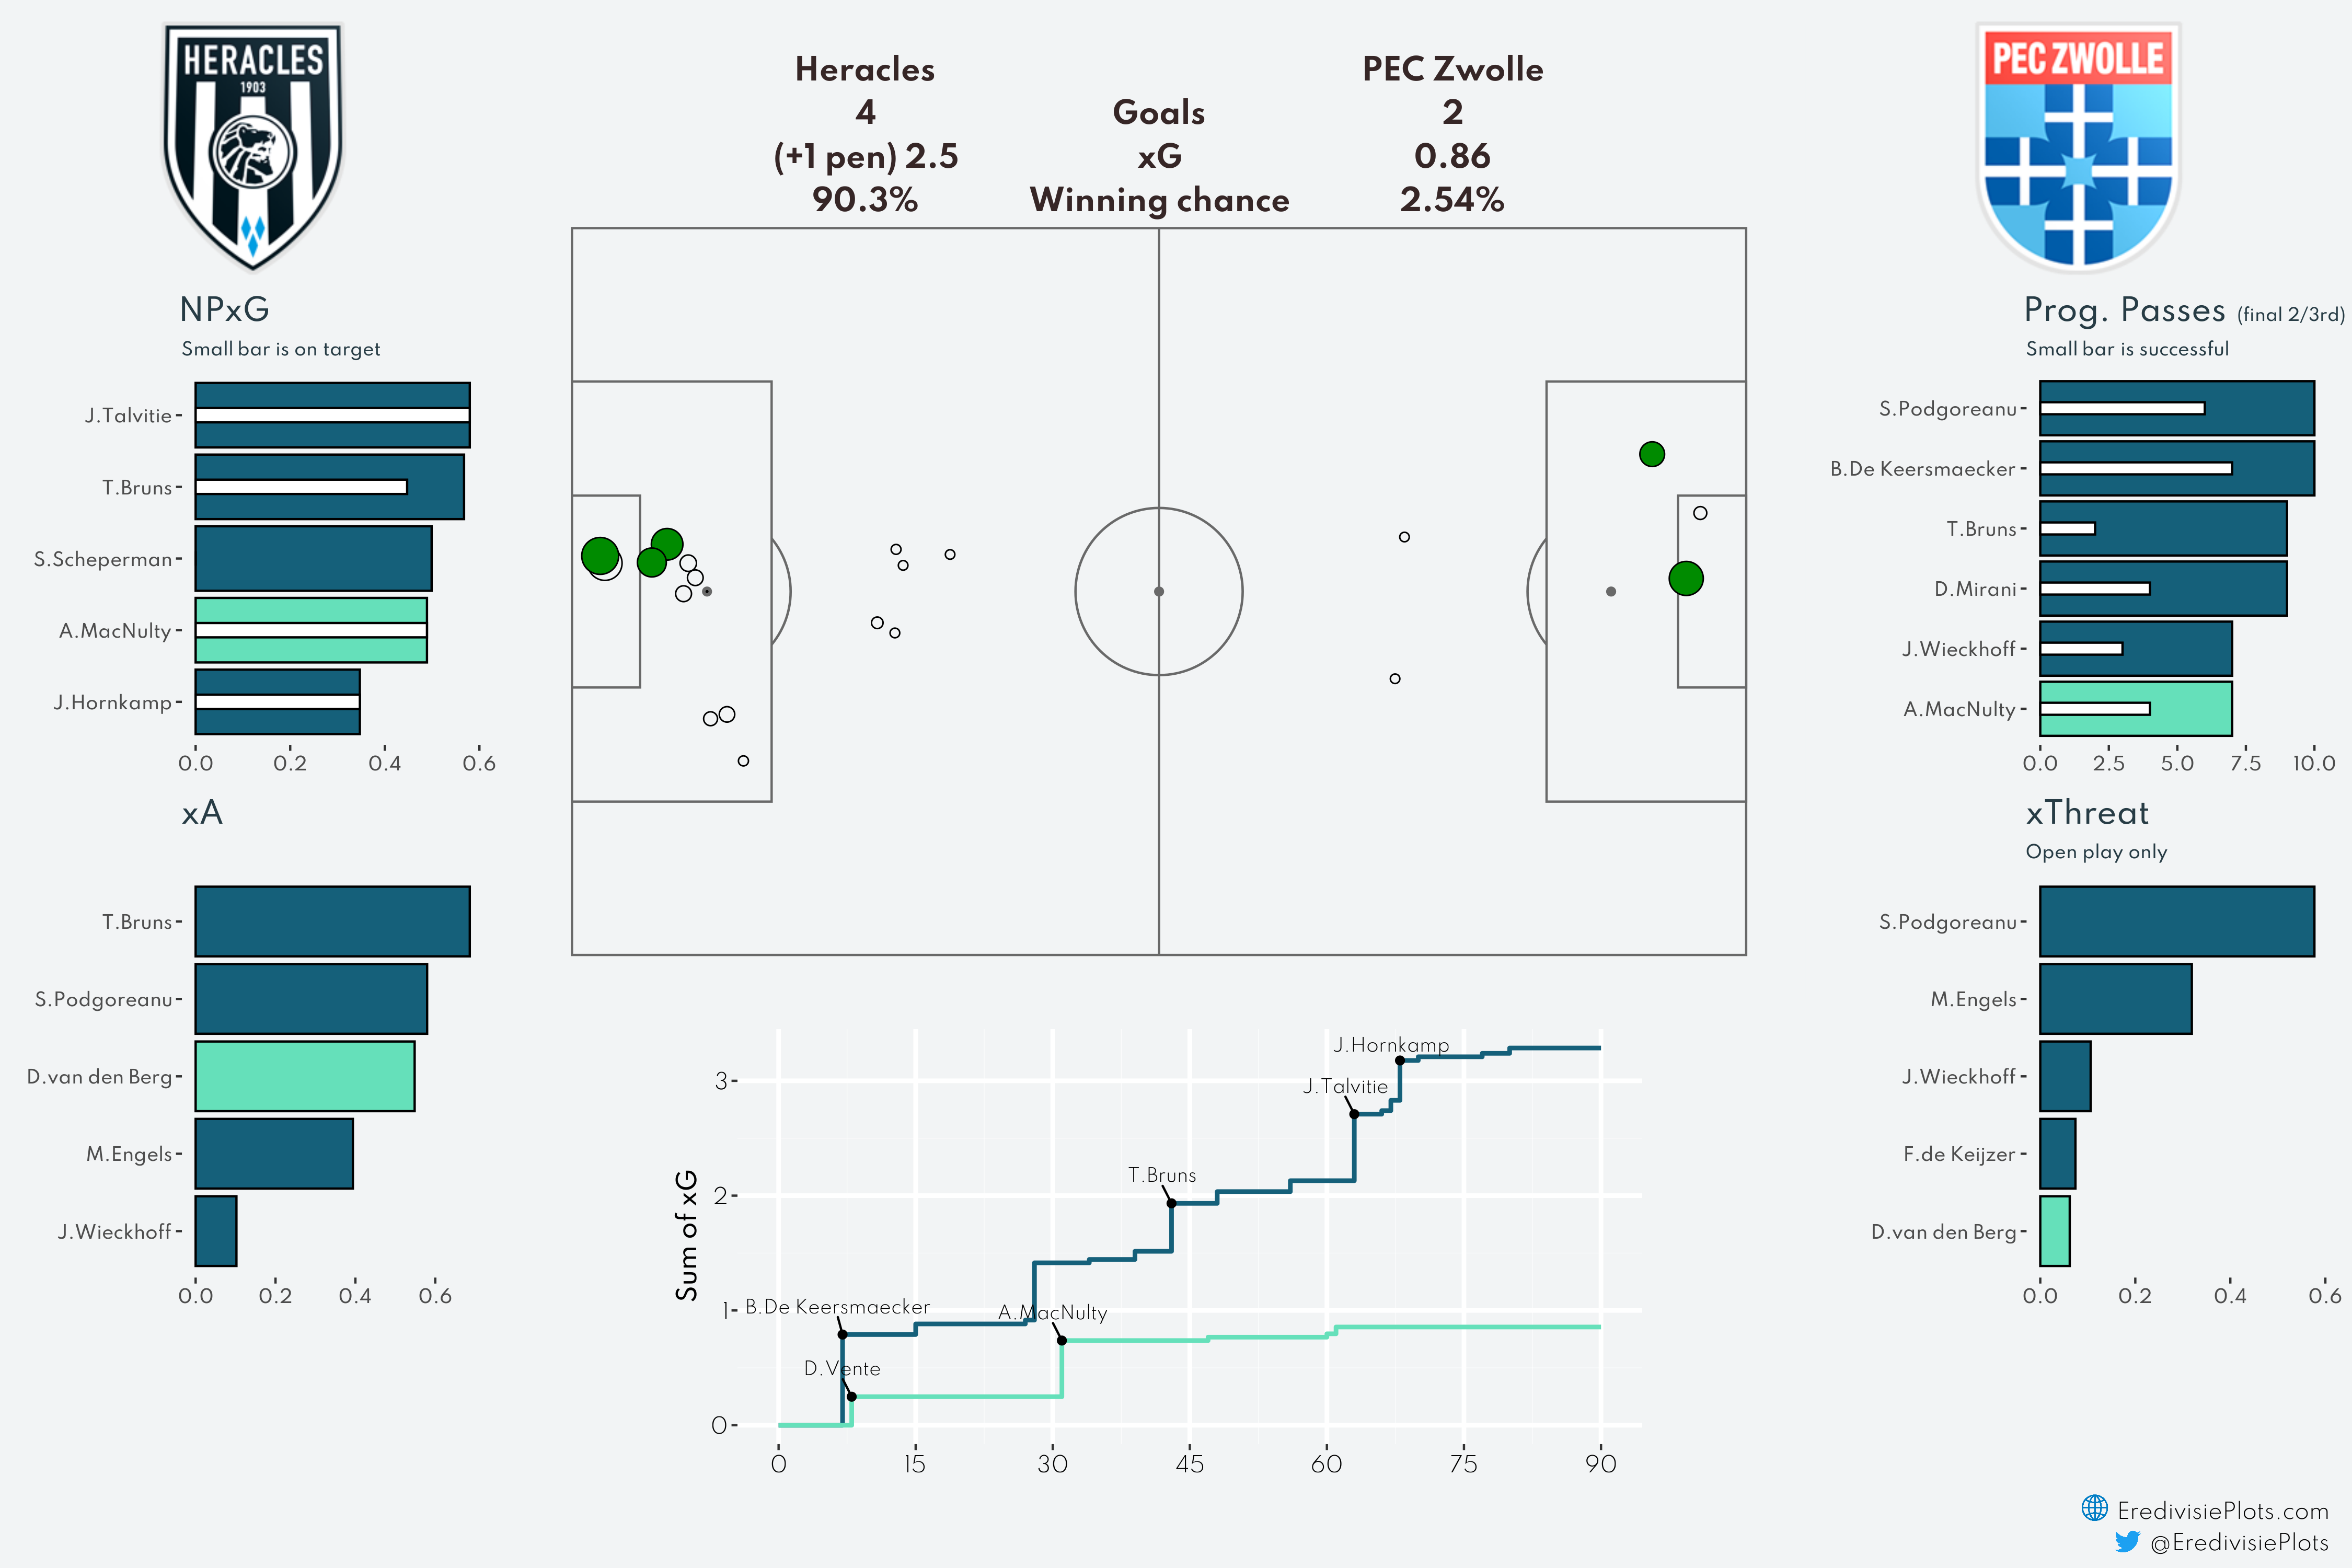 HERACLES
1903
Heracles PEC Zwolle
4 Goals 2
(+1 pen) 2.5 xG 0.86
90.3% Winning chance 2.54%
PEC ZWOLLE
NPxG
Small bar is on target
J.Talvitie
T.Bruns
S.Scheperman
A.MacNulty
J.Hornkamp
0.0 0.2 0.4 0.6
xA
T.Bruns
S.Podgoreanu
D.van den Berg
M.Engels
J.Wieckhoff
0.0 0.2 0.4 0.6
Sum of xG
3
2
1
0
J.Hornkamp
J.Talvitie
T.Bruns
B.De Keersmaecker
A.MacNulty
D.Vente
0 15 30 45 60 75 90
Prog. Passes (final 2/3rd)
Small bar is successful
S.Podgoreanu
B.De Keersmaecker
T.Bruns
D.Mirani
J.Wieckhoff
A.MacNulty
0.0 2.5 5.0 7.5 10.0
xThreat
Open play only
S.Podgoreanu
M.Engels
J.Wieckhoff
F.de Keijzer
D.van den Berg
0.0 0.2 0.4 0.6
EredivisiePlots.com
@EredivisiePlots